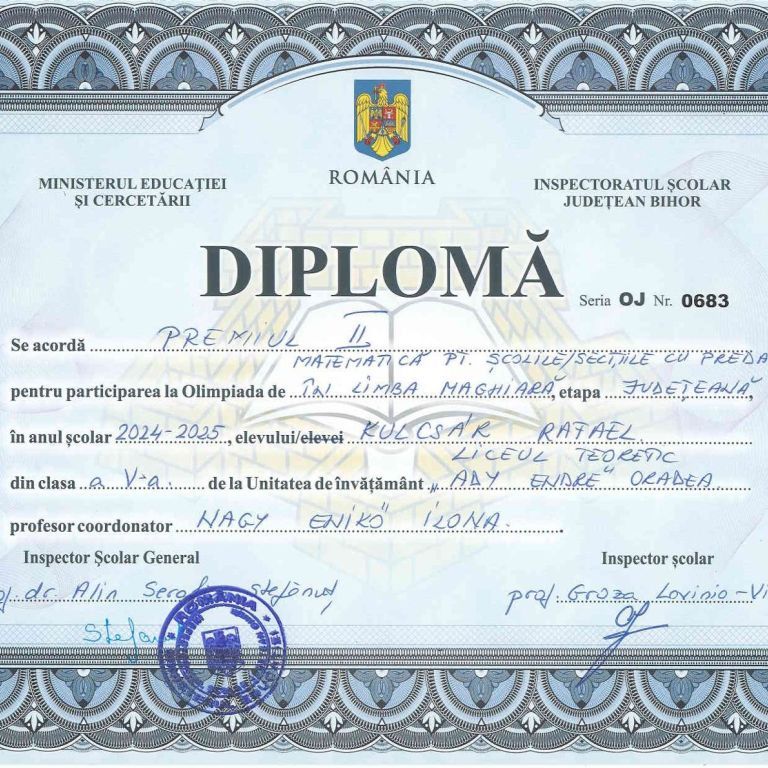 ROMÂNIA
MINISTERUL EDUCAȚIEI
ȘI CERCETĂRII
INSPECTORATUL ȘCOLAR
JUDEȚEAN BIHOR
DIPLOMĂ
Seria OJ Nr. 0683
Se acordă PREMIUL II
MATEMATICĂ PT. ȘCOLILE/SECȚIILE CU PREDA
pentru participarea la Olimpiada de ÎN LIMBA MAGHIARĂ, etapa JUDEȚEANĂ,
în anul școlar 2024-2025, elevului/elevei KULCSÁR RAFAEL
LICEUL TEORETIC
din clasa a V-a de la Unitatea de învățământ „ADY ENDRE" ORADEA
profesor coordonator NAGY ENIKŐ ILONA.
Inspector Școlar General
Inspector școlar
dr. Alin Ștefănuț
prof. Groza
ROMÂNIA